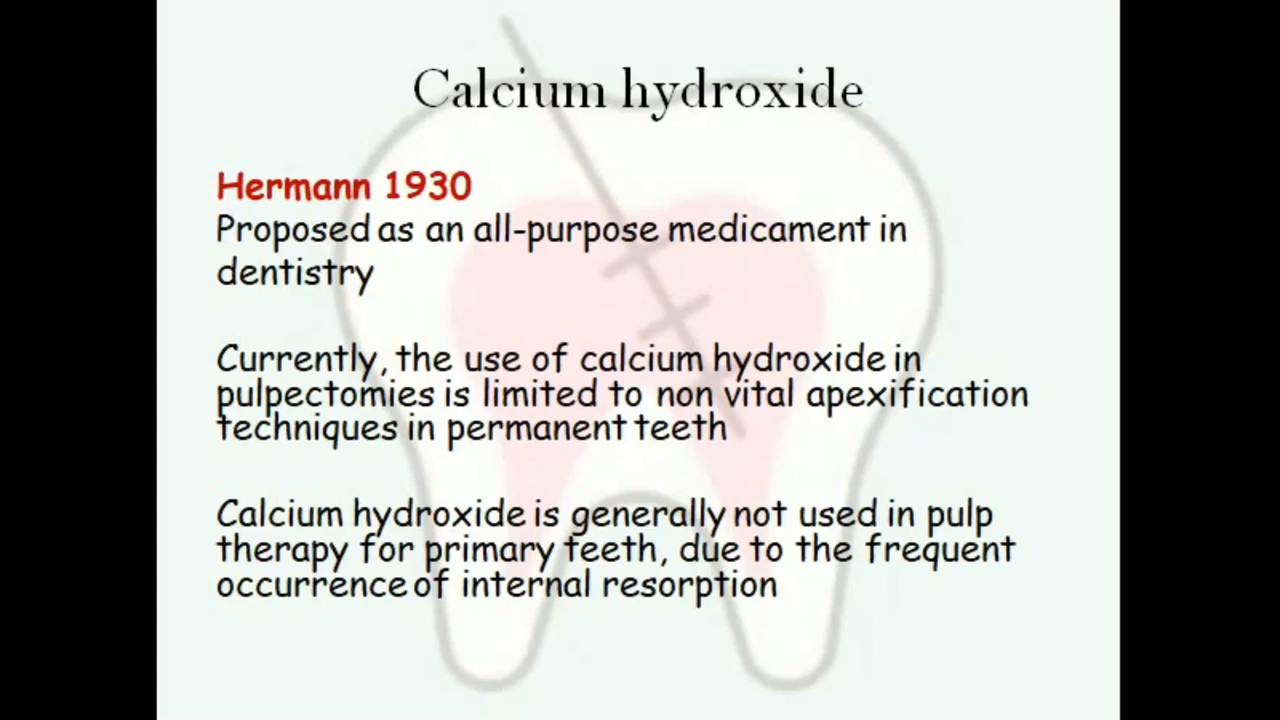 Calcium hydroxide
Hermann 1930
Proposed as an all-purpose medicament in
dentistry
Currently, the use of calcium hydroxide in
pulpectomies is limited to non vital apexification
techniques in permanent teeth
Calcium hydroxide is generally not used in pulp
therapy for primary teeth, due to the frequent
occurrence of internal resorption